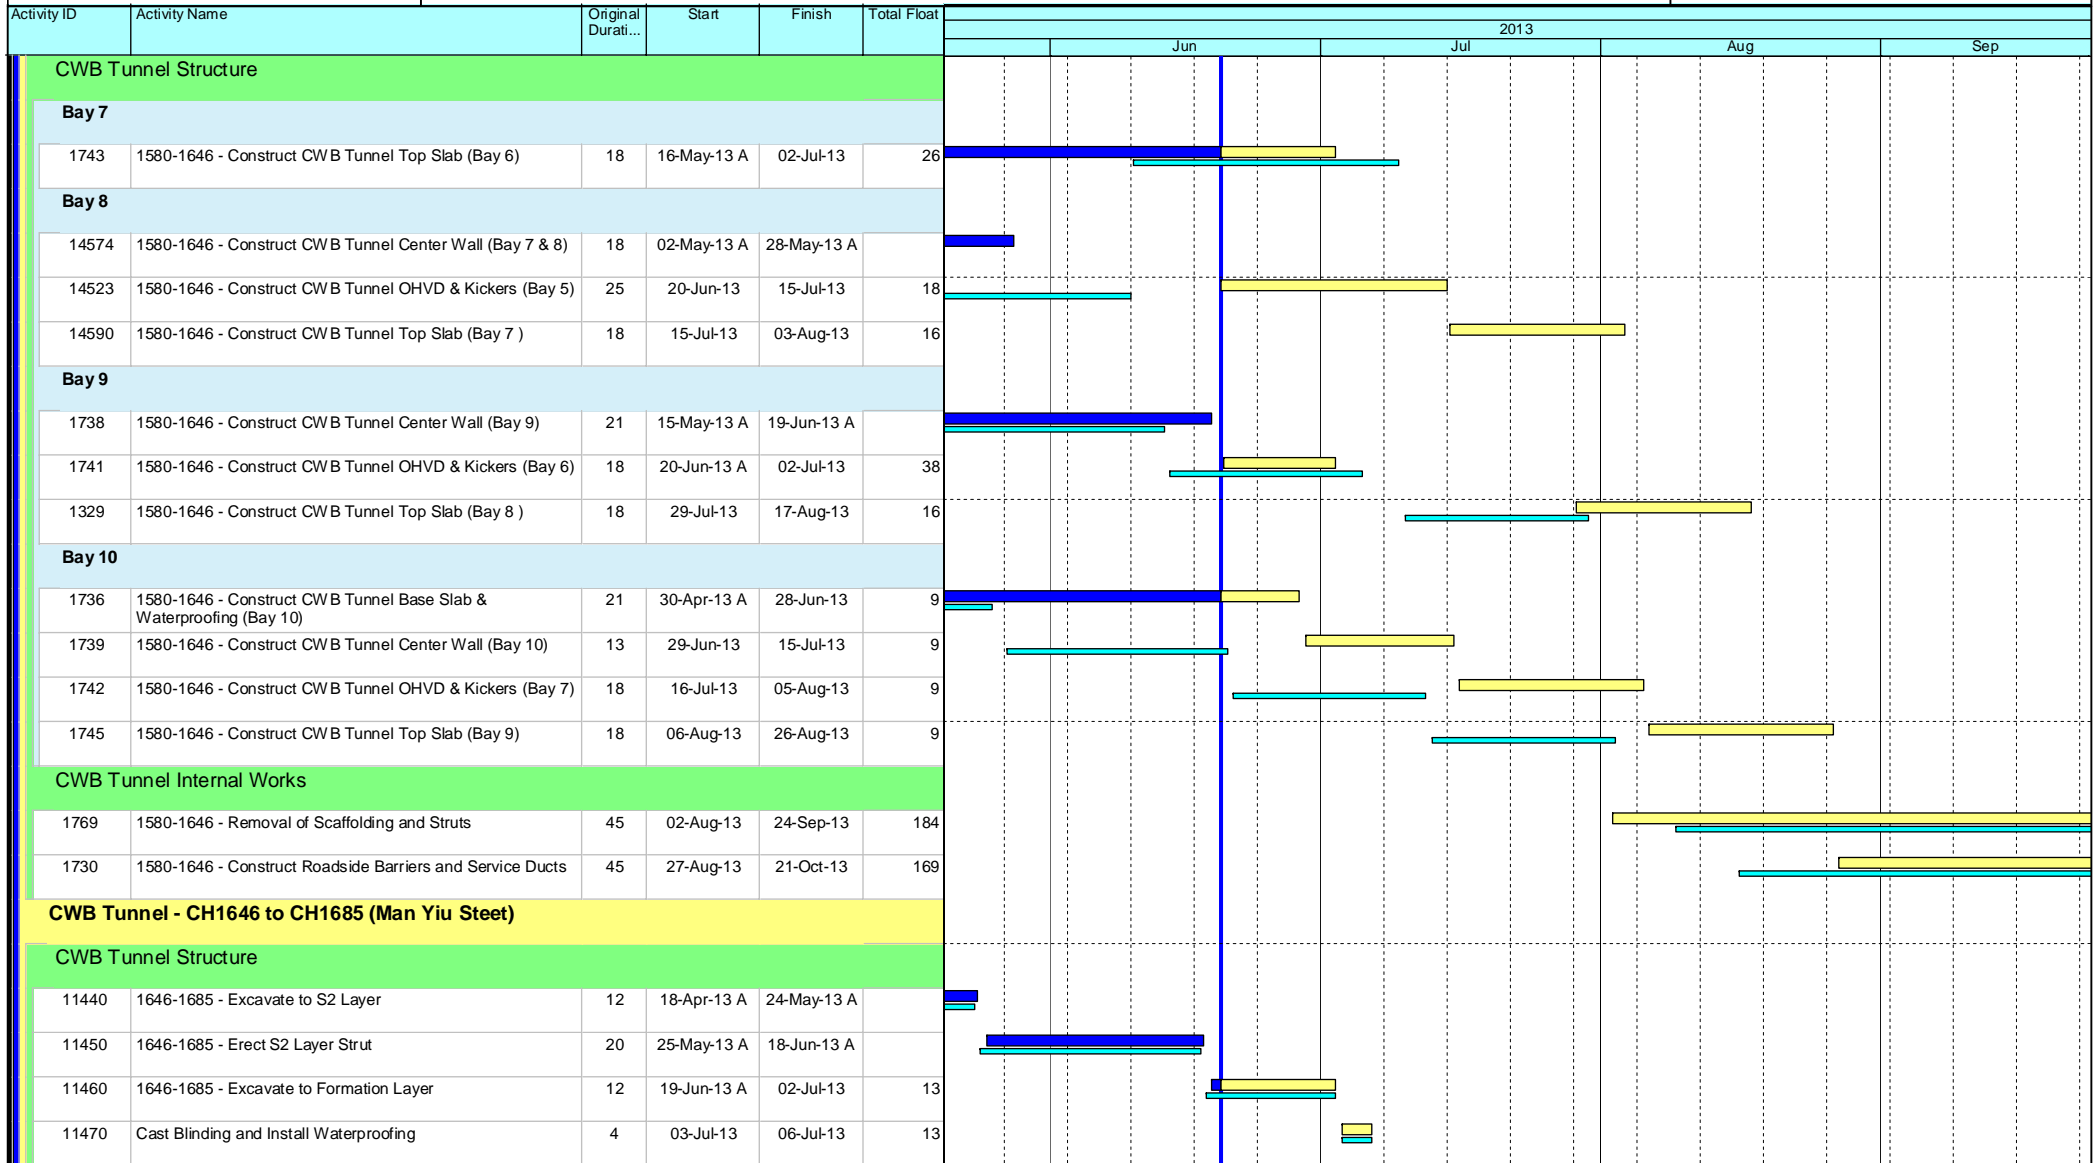 Activity ID Activity Name Original Start Finish Total Float
Durati...
2013
Jun Jul Aug Sep
CWB Tunnel Structure
Bay 7
1743 1580-1646 - Construct CWB Tunnel Top Slab (Bay 6) 18 16-May-13 A 02-Jul-13 26
Bay 8
14574 1580-1646 - Construct CWB Tunnel Center Wall (Bay 7 & 8) 18 02-May-13 A 28-May-13 A
14523 1580-1646 - Construct CWB Tunnel OHVD & Kickers (Bay 5) 25 20-Jun-13 15-Jul-13 18
14590 1580-1646 - Construct CWB Tunnel Top Slab (Bay 7 ) 18 15-Jul-13 03-Aug-13 16
Bay 9
1738 1580-1646 - Construct CWB Tunnel Center Wall (Bay 9) 21 15-May-13 A 19-Jun-13 A
1741 1580-1646 - Construct CWB Tunnel OHVD & Kickers (Bay 6) 18 20-Jun-13 A 02-Jul-13 38
1329 1580-1646 - Construct CWB Tunnel Top Slab (Bay 8 ) 18 29-Jul-13 17-Aug-13 16
Bay 10
1736 1580-1646 - Construct CWB Tunnel Base Slab & 21 30-Apr-13 A 28-Jun-13 9
Waterproofing (Bay 10)
1739 1580-1646 - Construct CWB Tunnel Center Wall (Bay 10) 13 29-Jun-13 15-Jul-13 9
1742 1580-1646 - Construct CWB Tunnel OHVD & Kickers (Bay 7) 18 16-Jul-13 05-Aug-13 9
1745 1580-1646 - Construct CWB Tunnel Top Slab (Bay 9) 18 06-Aug-13 26-Aug-13 9
CWB Tunnel Internal Works
1769 1580-1646 - Removal of Scaffolding and Struts 45 02-Aug-13 24-Sep-13 184
1730 1580-1646 - Construct Roadside Barriers and Service Ducts 45 27-Aug-13 21-Oct-13 169
CWB Tunnel - CH1646 to CH1685 (Man Yiu Steet)
CWB Tunnel Structure
11440 1646-1685 - Excavate to S2 Layer 12 18-Apr-13 A 24-May-13 A
11450 1646-1685 - Erect S2 Layer Strut 20 25-May-13 A 18-Jun-13 A
11460 1646-1685 - Excavate to Formation Layer 12 19-Jun-13 A 02-Jul-13 13
11470 Cast Blinding and Install Waterproofing 4 03-Jul-13 06-Jul-13 13